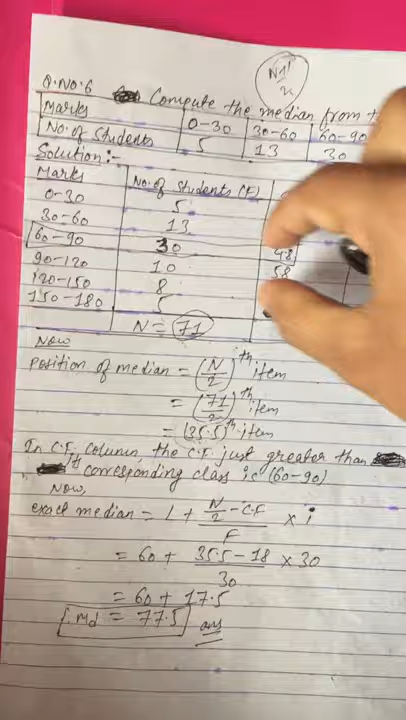 Q.No.6 Compute the median from t
Marks 0-30 30-60 60-90
No. of Students 5 13 30
Solution:-
Marks No. of students (F)
0-30 5
30-60 13
60-90 30 48
90-120 10 58
120-150 8
150-180 5
N = 71
Now
position of median = (N/2)th item
= (71/2)th item
= (35.5)th item
In C.F column, the C.F just greater than
corresponding class is (60-90)
Now,
exact median = L + N/2 - C.F / F × i
= 60 + 35.5 - 18 / 30 × 30
= 60 + 17.5
[∴ md = 77.5] ans